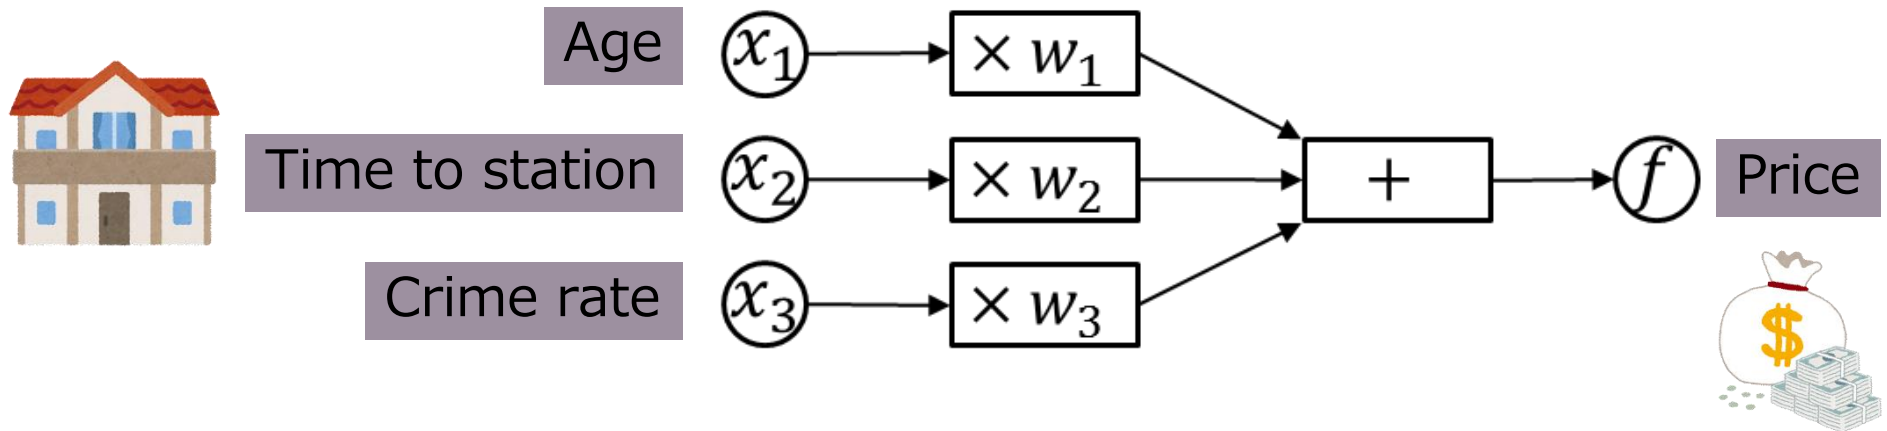 Age
x₁
× w₁
Time to station
x₂
× w₂
+
f
Price
Crime rate
x₃
× w₃
$